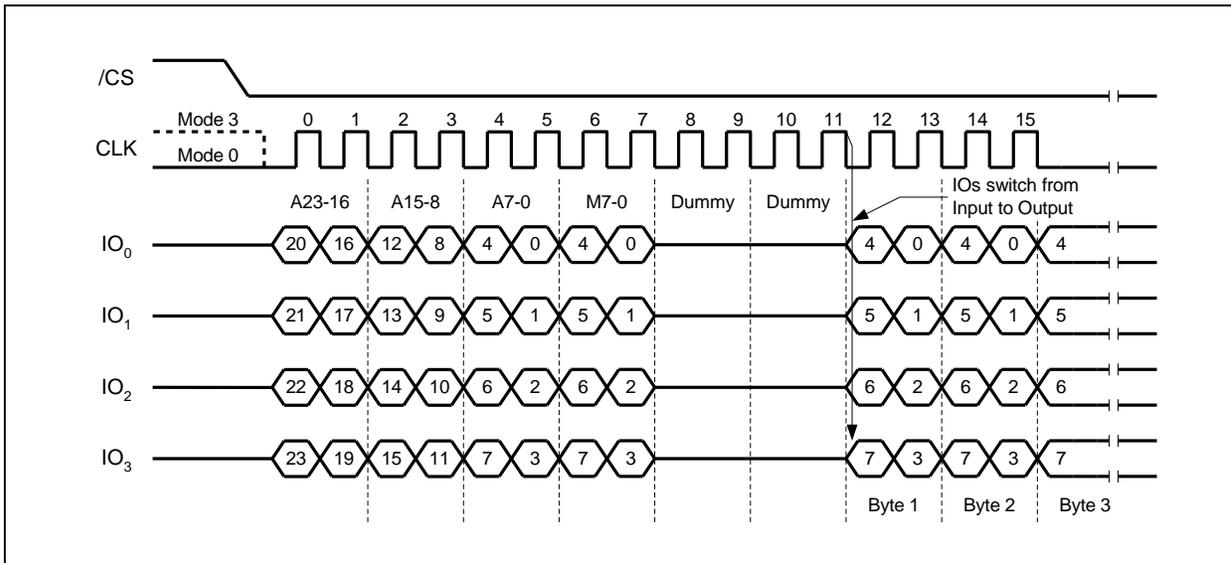 /CS
Mode 3
0 1 2 3 4 5 6 7 8 9 10 11 12 13 14 15
CLK
Mode 0
IOs switch from
Input to Output
A23-16 A15-8 A7-0 M7-0 Dummy Dummy
IO0 20 16 12 8 4 0 4 0 4 0 4 0 4
IO1 21 17 13 9 5 1 5 1 5 1 5 1 5
IO2 22 18 14 10 6 2 6 2 6 2 6 2 6
IO3 23 19 15 11 7 3 7 3 7 3 7 3 7
Byte 1 Byte 2 Byte 3